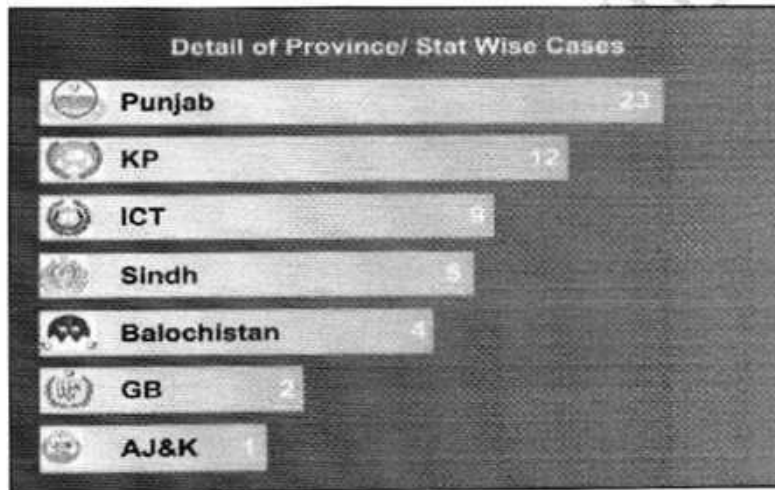 Detail of Province/ Stat Wise Cases
Punjab 23
KP 12
ICT 9
Sindh
Balochistan 4
GB 2
AJ&K 1